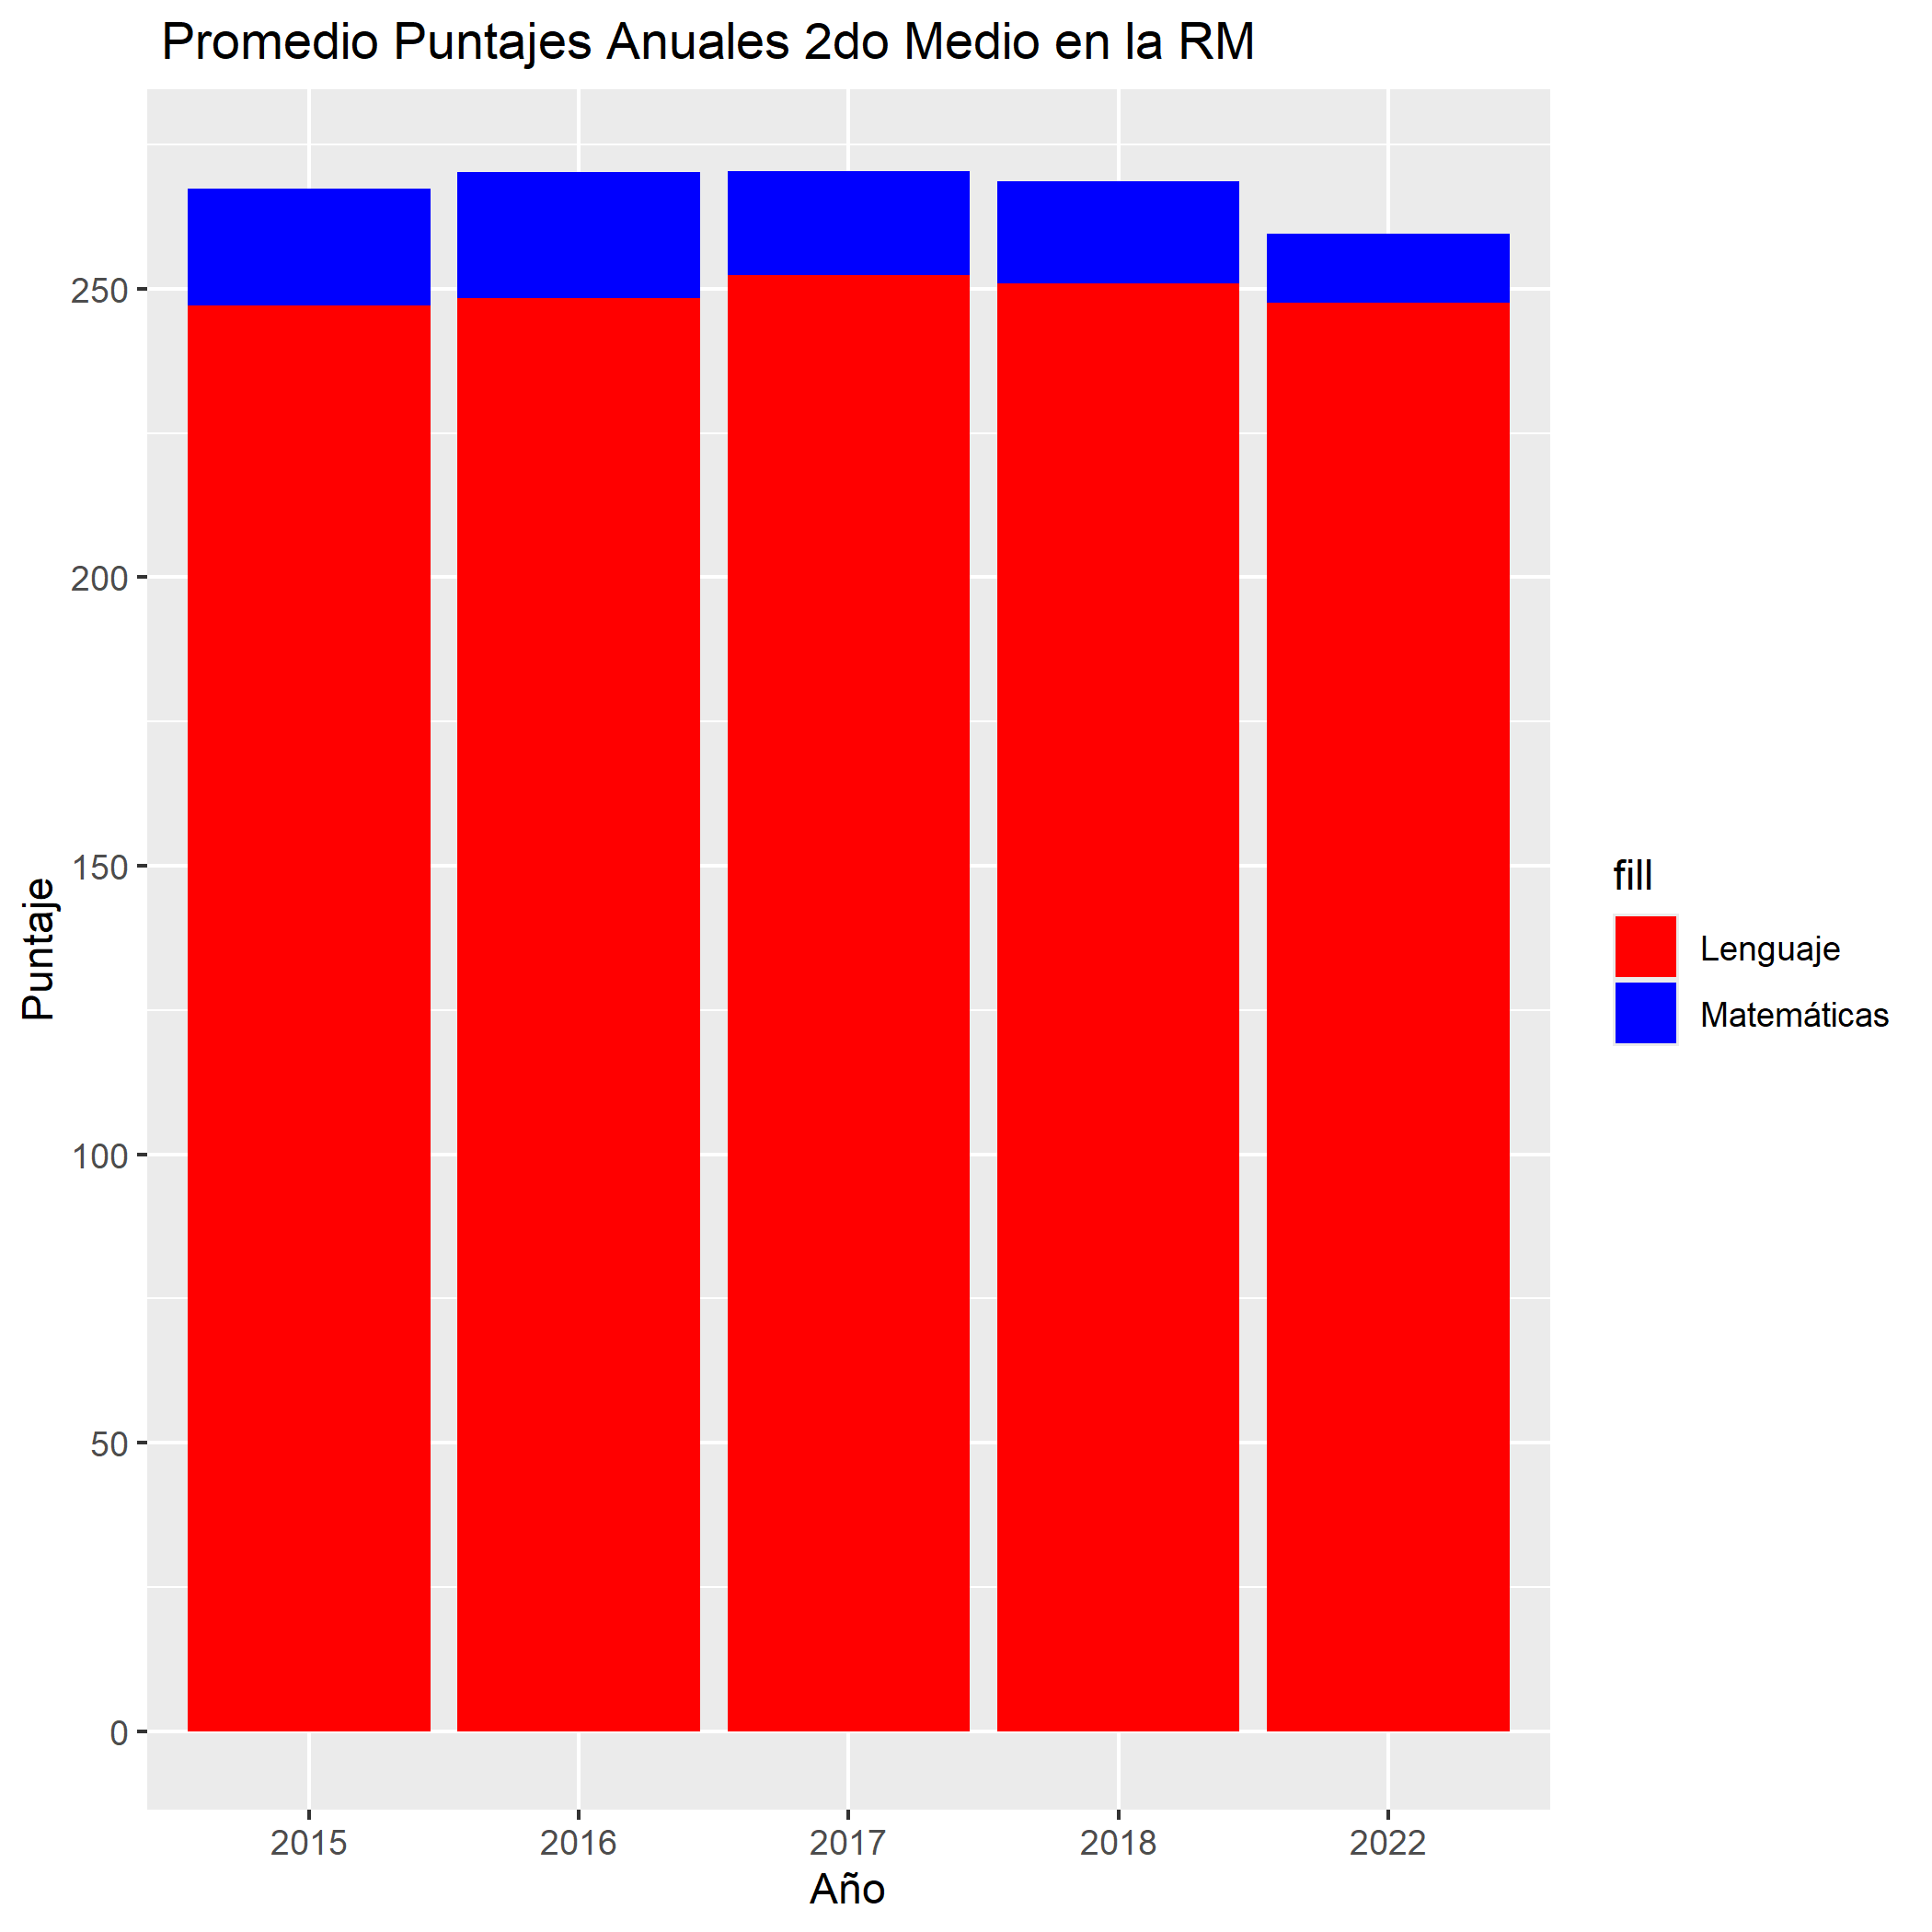 Promedio Puntajes Anuales 2do Medio en la RM
Puntaje
250
200
150
100
50
0
2015 2016 2017 2018 2022
Año
fill
Lenguaje
Matemáticas